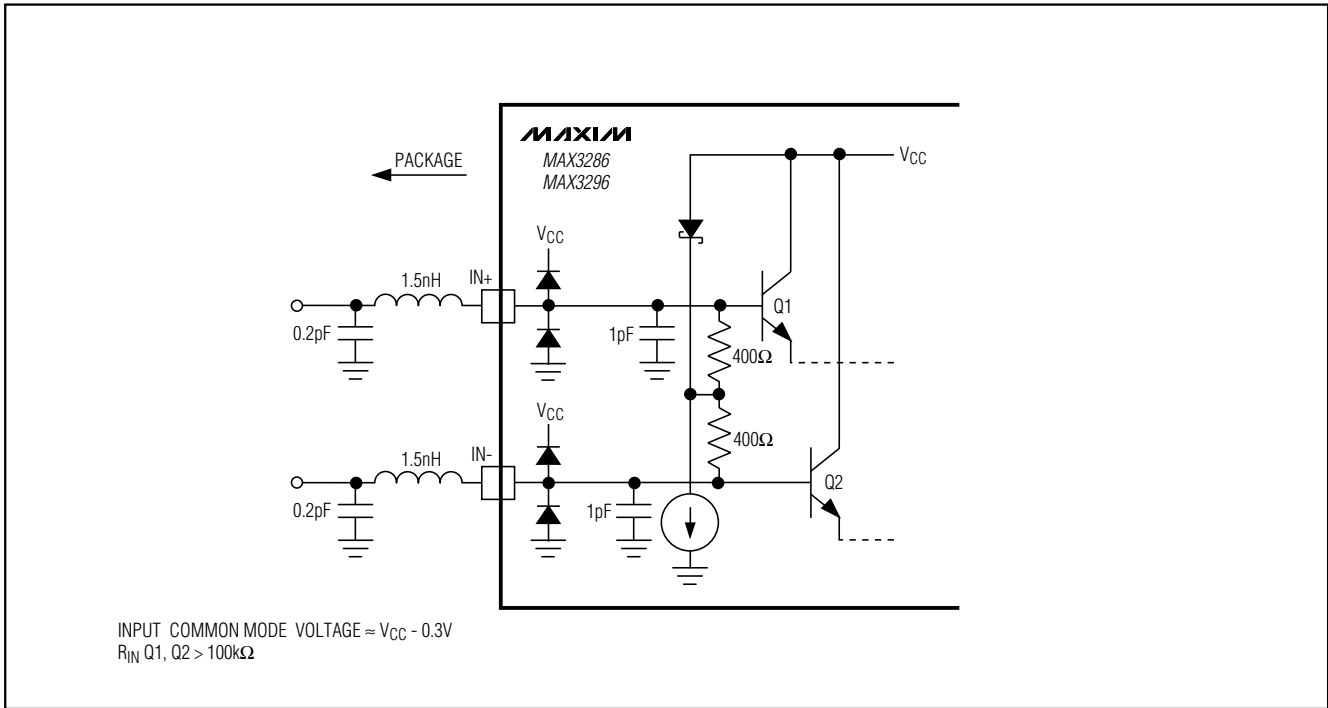 MAXIM
MAX3286
MAX3296
PACKAGE
VCC
VCC
1.5nH
IN+
Q1
0.2pF
1pF
400Ω
VCC
400Ω
1.5nH
IN-
Q2
0.2pF
1pF
INPUT COMMON MODE VOLTAGE ≈ VCC - 0.3V
RIN Q1, Q2 > 100kΩ